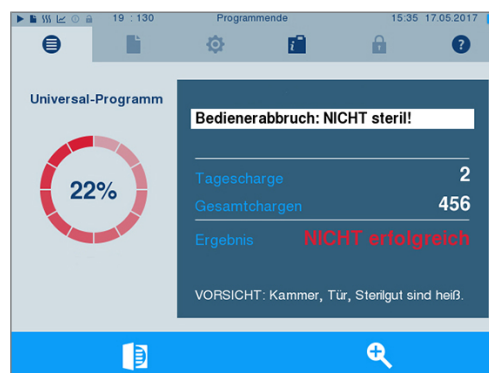 19 : 130 Programmende 15:35 17.05.2017
Universal-Programm
22%
Bedienerabbruch: NICHT steril!
Tagescharge 2
Gesamtchargen 456
Ergebnis NICHT erfolgreich
VORSICHT: Kammer, Tür, Sterilgut sind heiß.